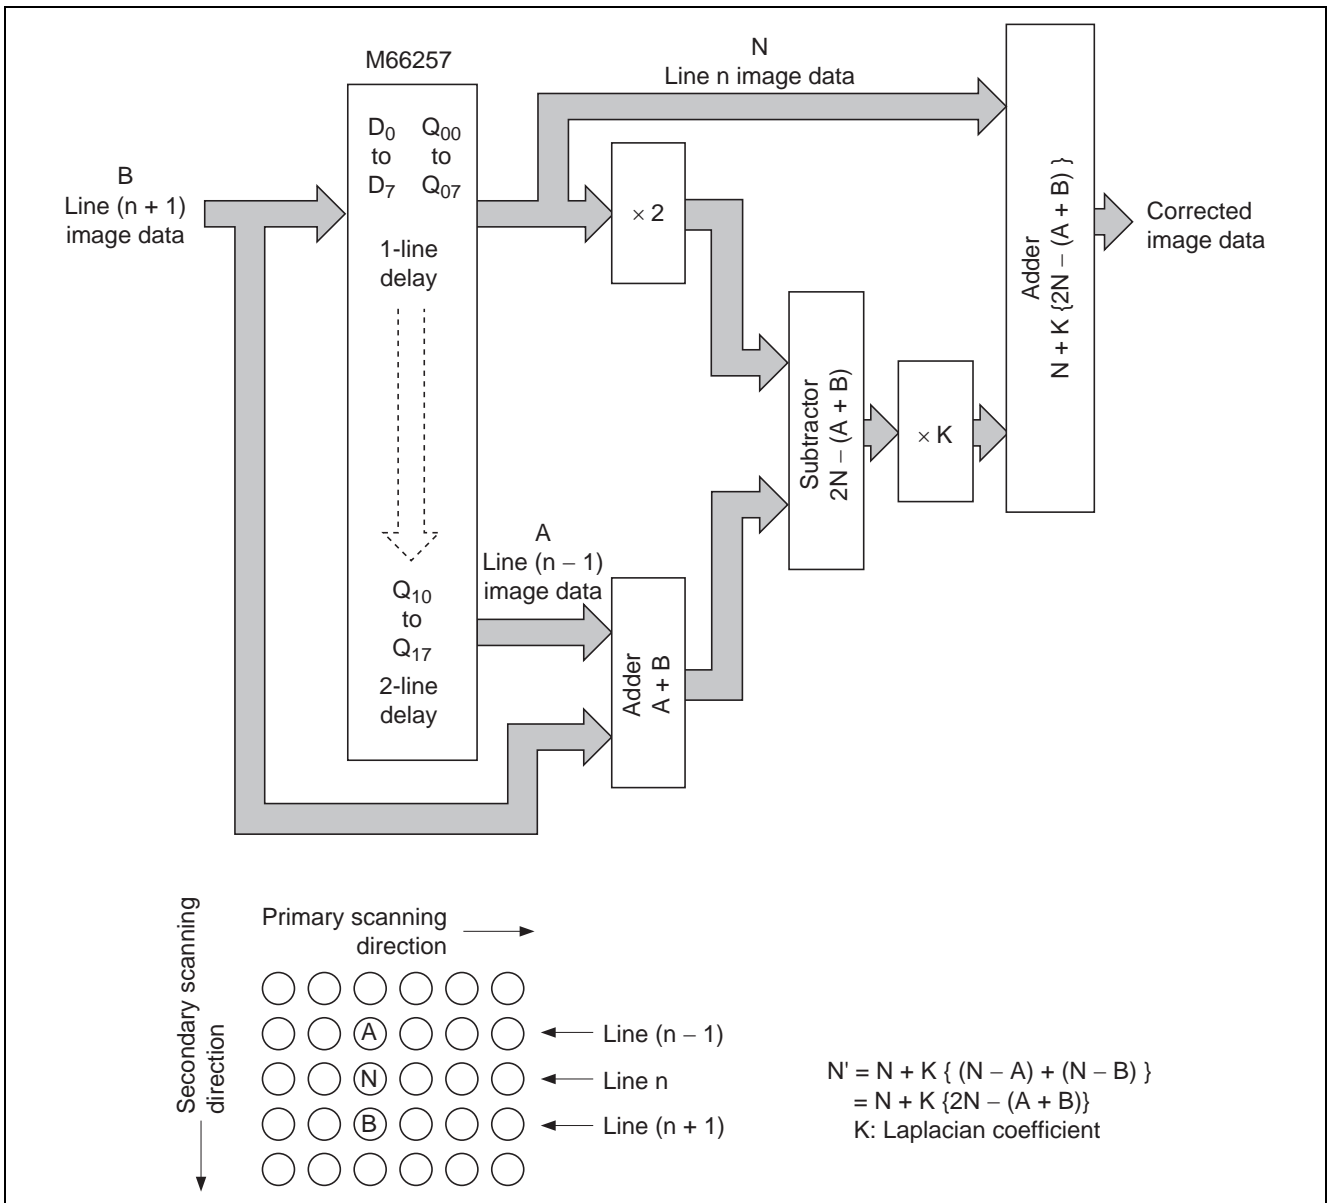 M66257
N
Line n image data
D₀ Q₀₀
to to
D₇ Q₀₇
B
Line (n + 1)
image data
1-line
delay
× 2
Adder
N + K {2N – (A + B) }
Corrected
image data
Subtractor
2N – (A + B)
× K
A
Line (n – 1)
image data
Q₁₀
to
Q₁₇
2-line
delay
Adder
A + B
Primary scanning
direction
Secondary scanning
direction
A
Line (n – 1)
N
Line n
B
Line (n + 1)
N' = N + K { (N – A) + (N – B) }
= N + K {2N – (A + B)}
K: Laplacian coefficient